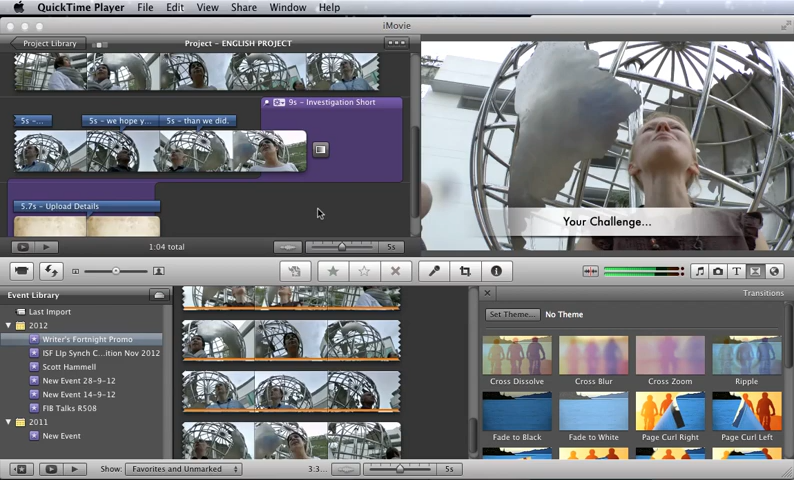 QuickTime Player File Edit View Share Window Help
iMovie
Project Library Project - ENGLISH PROJECT
9s - Investigation Short
5s -... 5s - we hope y... 5s - than we did.
Your Challenge...
5.7s - Upload Details
1:04 total 5s
Event Library Transitions
Last Import
2012
Writer's Fortnight Promo
ISF LIp Synch C...ition Nov 2012
Scott Hammell
New Event 28-9-12
New Event 14-9-12
FIB Talks R508
2011
New Event
Set Theme... No Theme
Cross Dissolve Cross Blur Cross Zoom Ripple
Fade to Black Fade to White Page Curl Right Page Curl Left
Show: Favorites and Unmarked 3:3... 5s